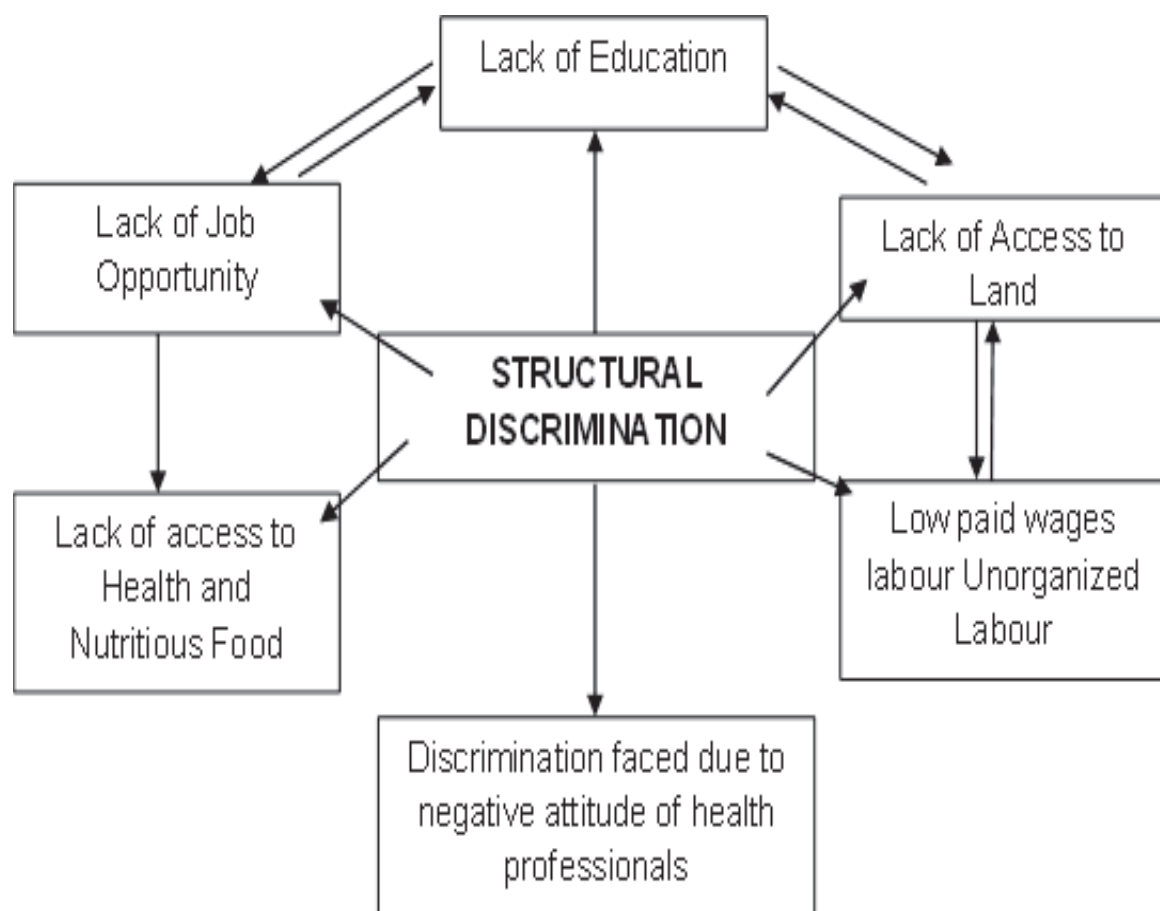 Lack of Education
Lack of Job
Opportunity
Lack of Access to
Land
STRUCTURAL
DISCRIMINATION
Lack of access to
Health and
Nutritious Food
Low paid wages
labour Unorganized
Labour
Discrimination faced due to
negative attitude of health
professionals